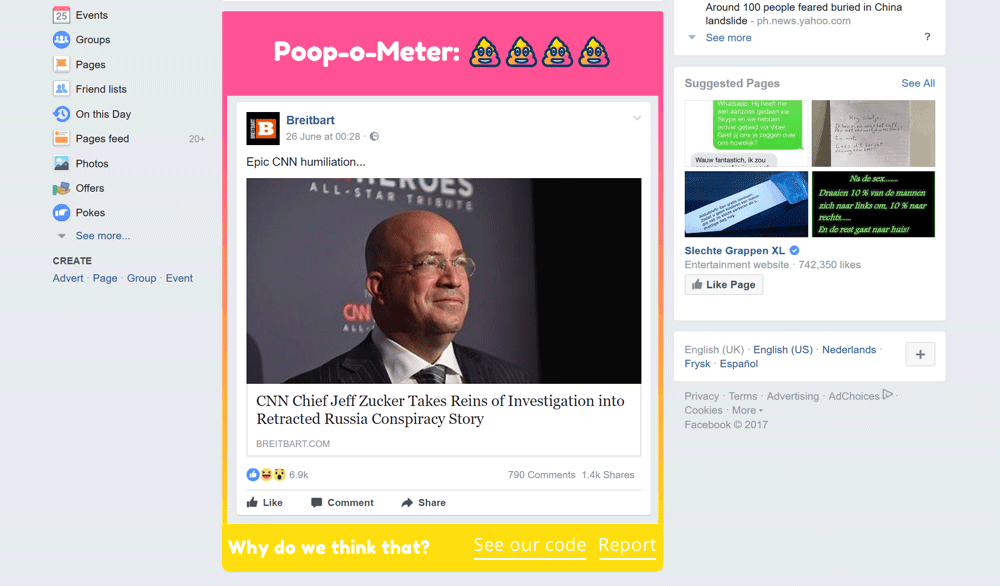 25 Events
Groups
Pages
Friend lists
On this Day
Pages feed 20+
Photos
Offers
Pokes
See more...
CREATE
Advert · Page · Group · Event
Poop-o-Meter:
B
Breitbart
26 June at 00:28 ·
Epic CNN humiliation...
HEROES
ALL-STAR TRIBUTE
CNN
ALL-
CNN Chief Jeff Zucker Takes Reins of Investigation into
Retracted Russia Conspiracy Story
BREITBART.COM
6.9k 790 Comments 1.4k Shares
Like Comment Share
Why do we think that? See our code Report
Around 100 people feared buried in China
landslide - ph.news.yahoo.com
See more ?
Suggested Pages See All
Whatsapp. Hij heeft me
een aanzoek gedaan via
Skype en we hebben
erover gebeld via Viber.
Geef jij ons je zeggen over
ons huwelijk?
Wauw fantastich, ik zou
Na de sex.......
Draaien 10 % van de mannen
zich naar links om, 10 % naar
rechts.....
En de rest gaat naar huis!
Slechte Grappen XL
Entertainment website · 742,350 likes
Like Page
English (UK) · English (US) · Nederlands ·
Frysk · Español
+
Privacy · Terms · Advertising · AdChoices ·
Cookies · More
Facebook © 2017